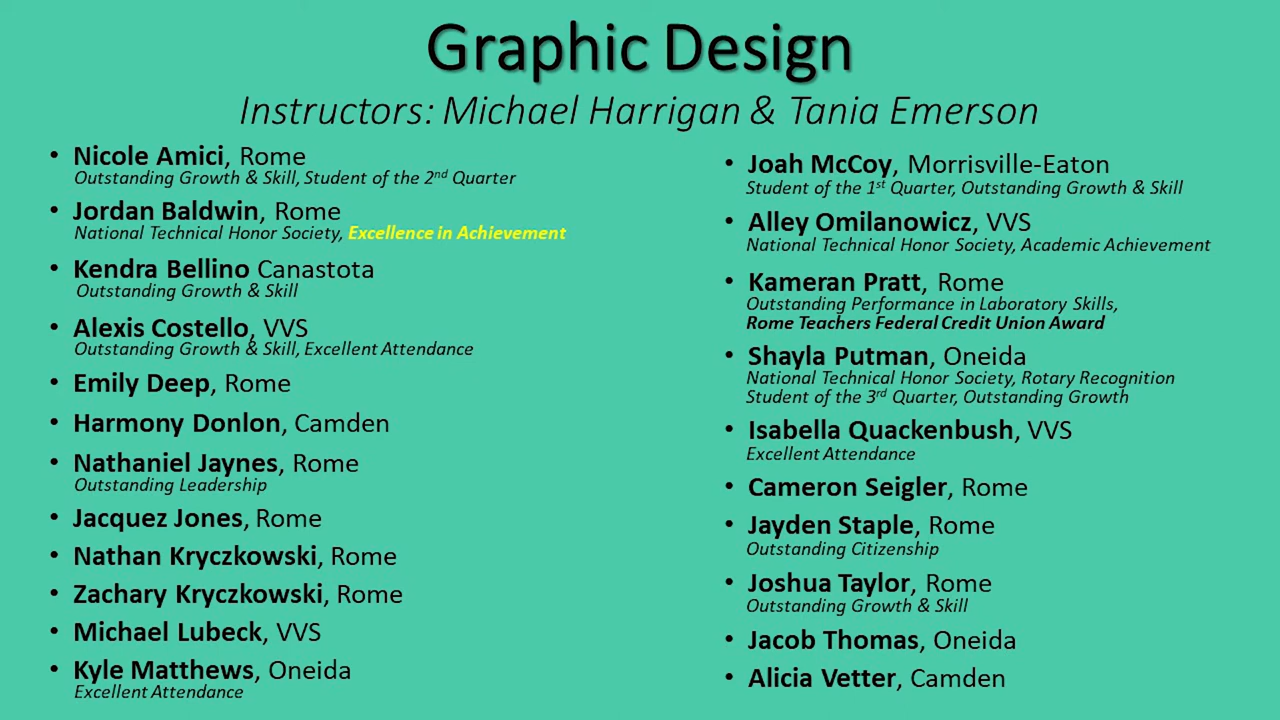 Graphic Design
Instructors: Michael Harrigan & Tania Emerson
• Nicole Amici, Rome
Outstanding Growth & Skill, Student of the 2nd Quarter
• Jordan Baldwin, Rome
National Technical Honor Society, Excellence in Achievement
• Kendra Bellino Canastota
Outstanding Growth & Skill
• Alexis Costello, VVS
Outstanding Growth & Skill, Excellent Attendance
• Emily Deep, Rome
• Harmony Donlon, Camden
• Nathaniel Jaynes, Rome
Outstanding Leadership
• Jacquez Jones, Rome
• Nathan Kryczkowski, Rome
• Zachary Kryczkowski, Rome
• Michael Lubeck, VVS
• Kyle Matthews, Oneida
Excellent Attendance
• Joah McCoy, Morrisville-Eaton
Student of the 1st Quarter, Outstanding Growth & Skill
• Alley Omilanowicz, VVS
National Technical Honor Society, Academic Achievement
• Kameran Pratt, Rome
Outstanding Performance in Laboratory Skills,
Rome Teachers Federal Credit Union Award
• Shayla Putman, Oneida
National Technical Honor Society, Rotary Recognition
Student of the 3rd Quarter, Outstanding Growth
• Isabella Quackenbush, VVS
Excellent Attendance
• Cameron Seigler, Rome
• Jayden Staple, Rome
Outstanding Citizenship
• Joshua Taylor, Rome
Outstanding Growth & Skill
• Jacob Thomas, Oneida
• Alicia Vetter, Camden